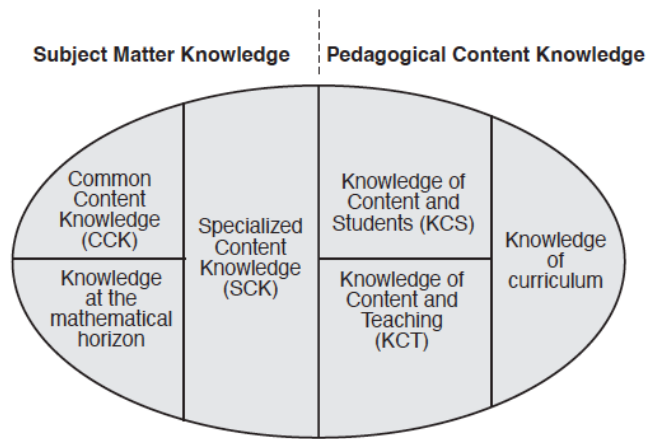 Subject Matter Knowledge
Pedagogical Content Knowledge
Common
Content
Knowledge
(CCK)
Knowledge
at the
mathematical
horizon
Specialized
Content
Knowledge
(SCK)
Knowledge of
Content and
Students (KCS)
Knowledge of
Content and
Teaching
(KCT)
Knowledge
of
curriculum